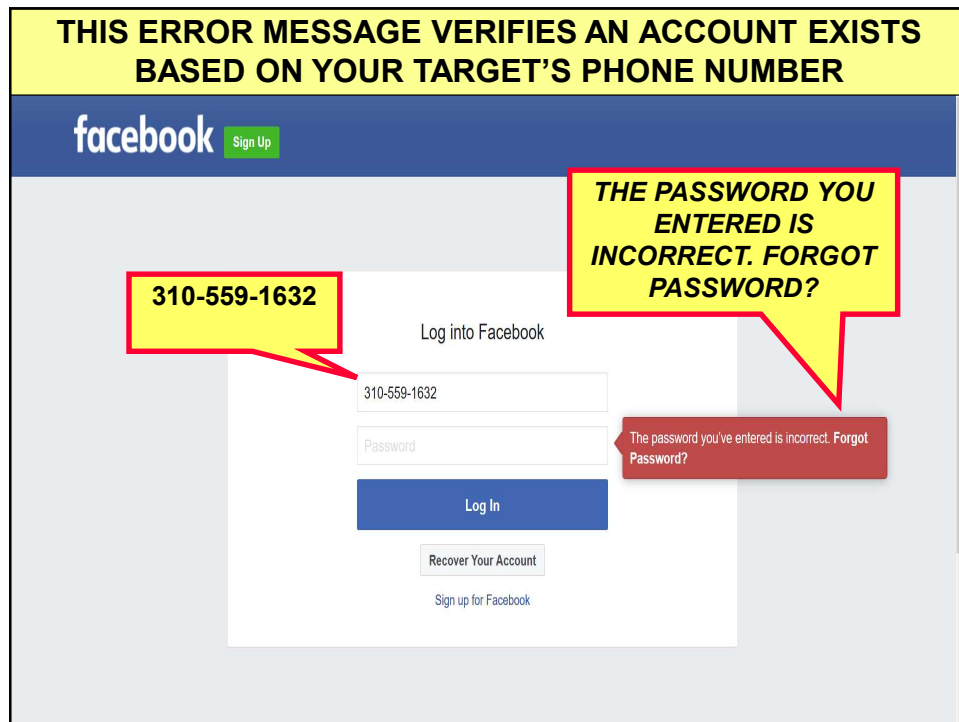 THIS ERROR MESSAGE VERIFIES AN ACCOUNT EXISTS
BASED ON YOUR TARGET'S PHONE NUMBER
facebook Sign Up
THE PASSWORD YOU
ENTERED IS
INCORRECT. FORGOT
PASSWORD?
310-559-1632
Log into Facebook
310-559-1632
Password
The password you've entered is incorrect. Forgot
Password?
Log In
Recover Your Account
Sign up for Facebook